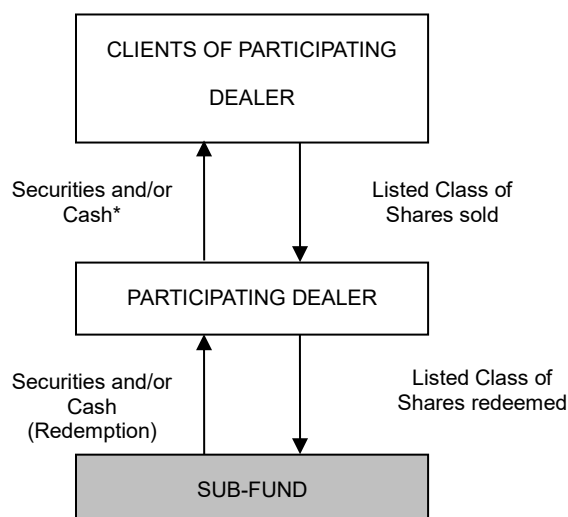 CLIENTS OF PARTICIPATING
DEALER
Securities and/or
Cash*
Listed Class of
Shares sold
PARTICIPATING DEALER
Securities and/or
Cash
(Redemption)
Listed Class of
Shares redeemed
SUB-FUND